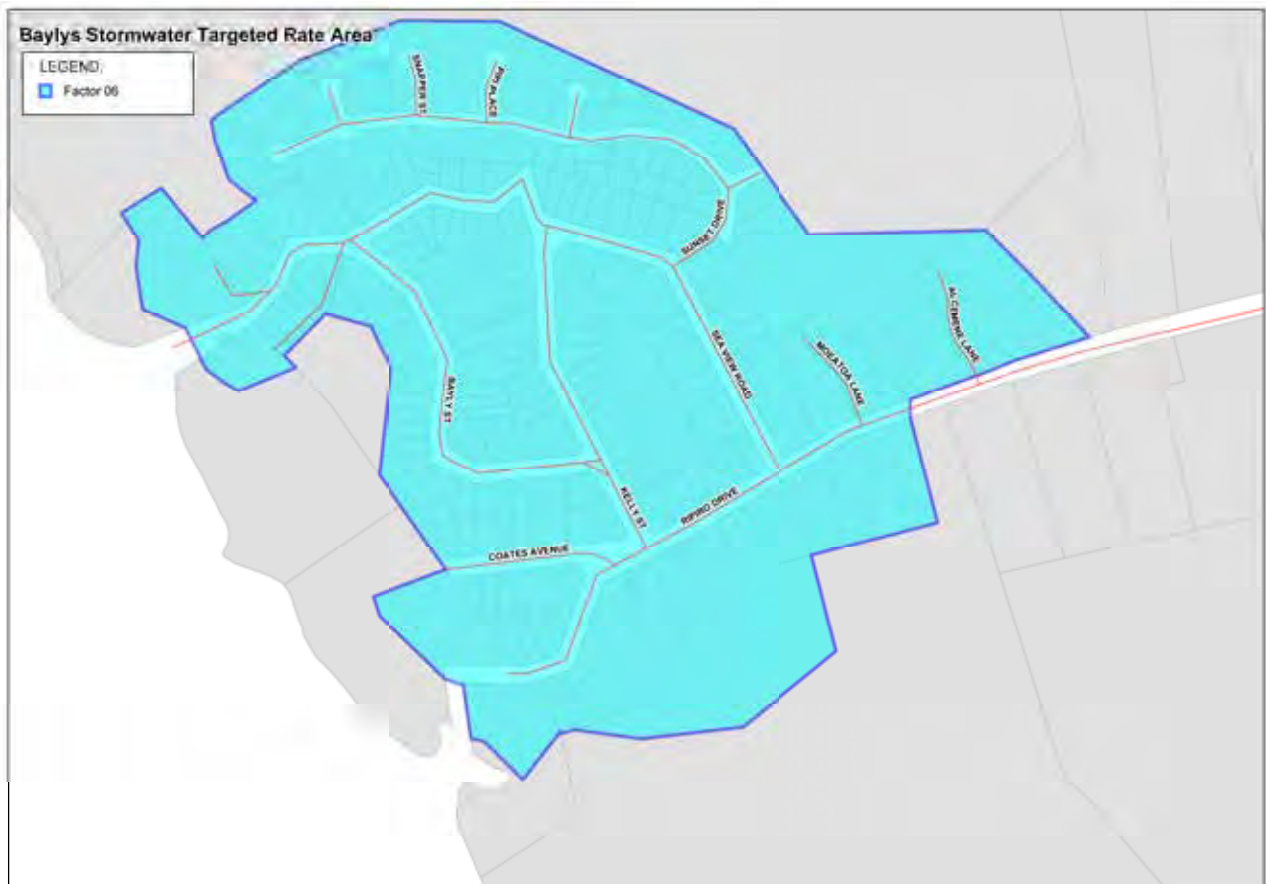 Baylys Stormwater Targeted Rate Area
LEGEND
Factor 06
SNAPPER ST
PIPI PLACE
SUNSET DRIVE
SEA VIEW ROAD
MOEATOA LANE
ALCEMENE LANE
BAYLY ST
KELLY ST
RIPIRO DRIVE
COATES AVENUE